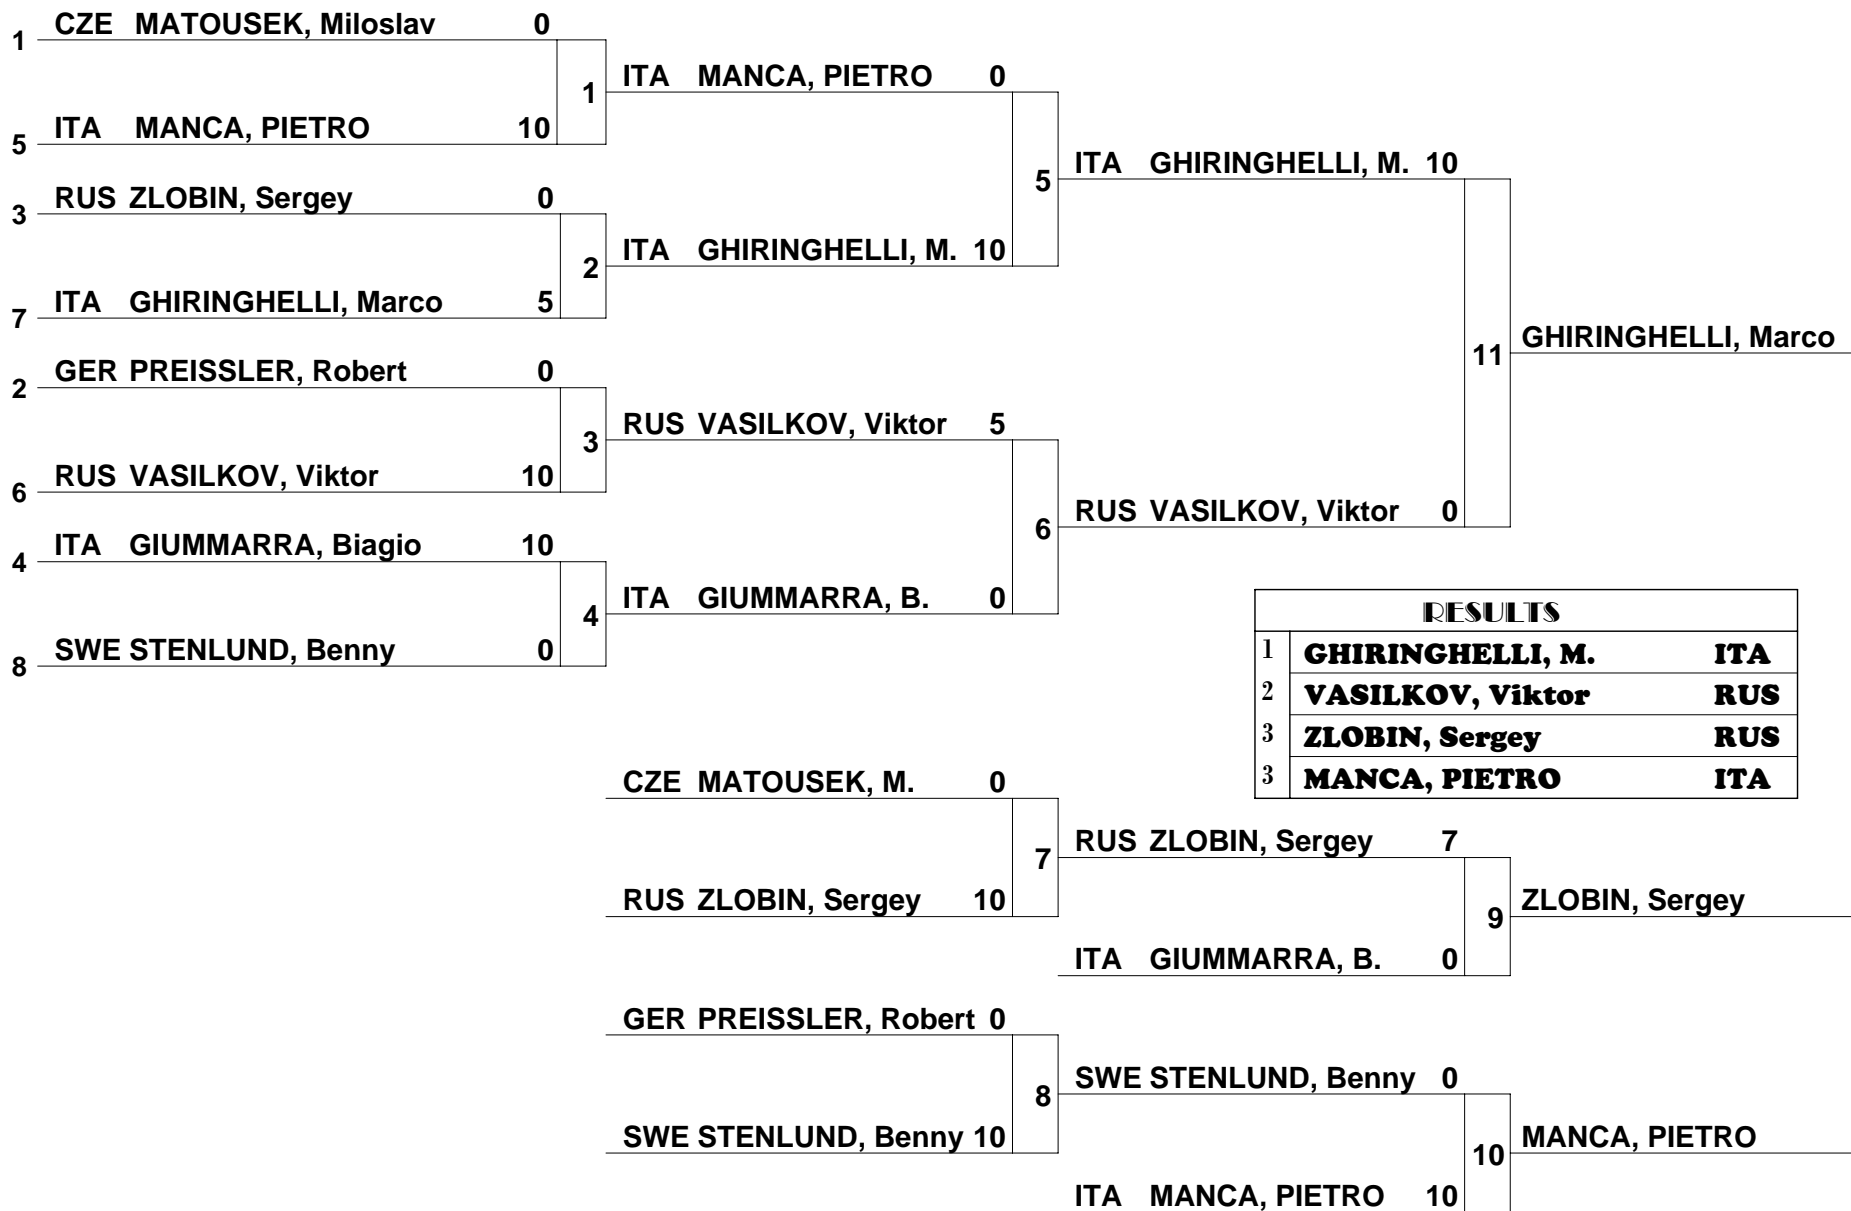 1 CZE MATOUSEK, Miloslav 0
5 ITA MANCA, PIETRO 10
1
3 RUS ZLOBIN, Sergey 0
7 ITA GHIRINGHELLI, Marco 5
2
2 GER PREISSLER, Robert 0
6 RUS VASILKOV, Viktor 10
3
4 ITA GIUMMARRA, Biagio 10
8 SWE STENLUND, Benny 0
4
ITA MANCA, PIETRO 0
ITA GHIRINGHELLI, M. 10
5
RUS VASILKOV, Viktor 5
ITA GIUMMARRA, B. 0
6
ITA GHIRINGHELLI, M. 10
RUS VASILKOV, Viktor 0
11
GHIRINGHELLI, Marco
RESULTS
1 GHIRINGHELLI, M. ITA
2 VASILKOV, Viktor RUS
3 ZLOBIN, Sergey RUS
3 MANCA, PIETRO ITA
CZE MATOUSEK, M. 0
RUS ZLOBIN, Sergey 10
7
RUS ZLOBIN, Sergey 7
ITA GIUMMARRA, B. 0
9
ZLOBIN, Sergey
GER PREISSLER, Robert 0
SWE STENLUND, Benny 10
8
SWE STENLUND, Benny 0
ITA MANCA, PIETRO 10
10
MANCA, PIETRO